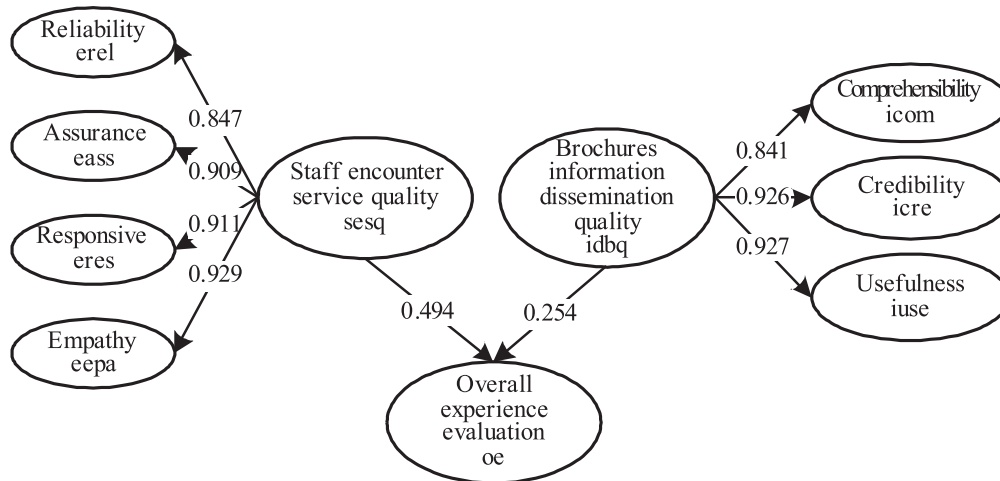 Reliability
erel
0.847
Assurance
eass
0.909
Responsive
eres
0.911
0.929
Empathy
eepa
Staff encounter
service quality
sesq
Brochures
information
dissemination
quality
idbq
0.841
0.926
0.927
Comprehensibility
icom
Credibility
icre
Usefulness
iuse
0.494
0.254
Overall
experience
evaluation
oe